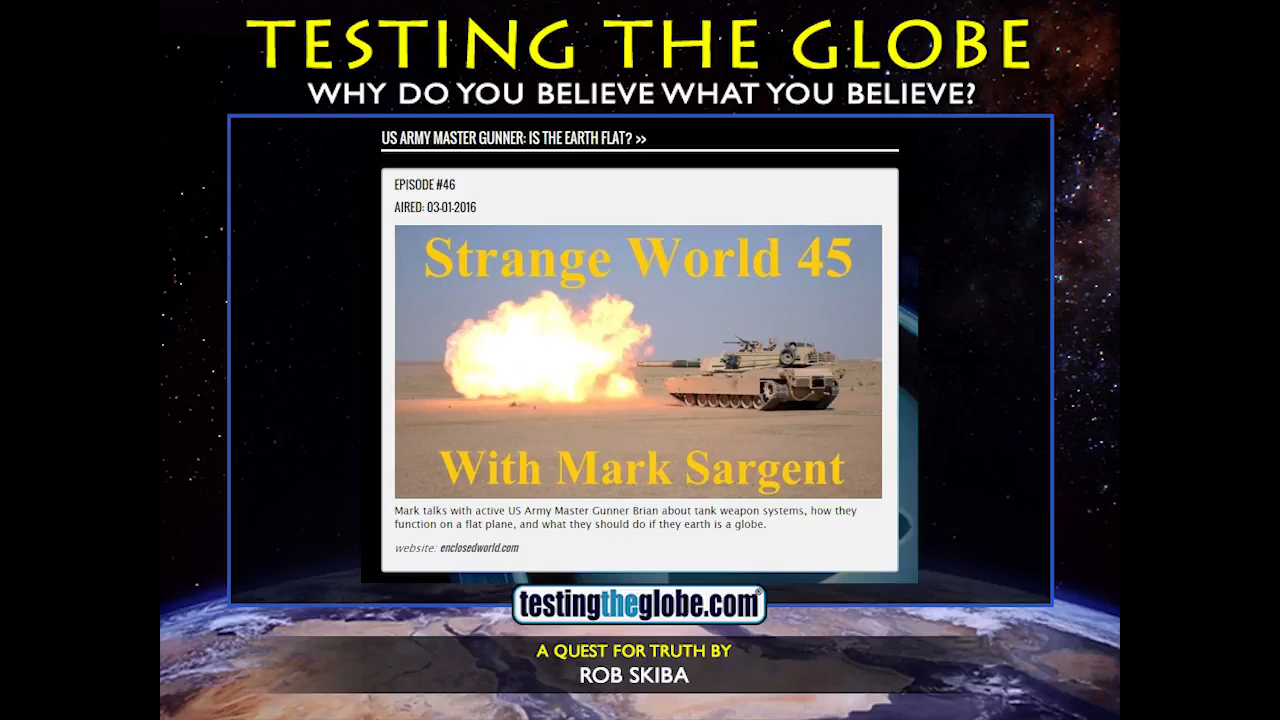 TESTING THE GLOBE
WHY DO YOU BELIEVE WHAT YOU BELIEVE?
US ARMY MASTER GUNNER: IS THE EARTH FLAT? >>
EPISODE #46
AIRED: 03-01-2016
Strange World 45
With Mark Sargent
Mark talks with active US Army Master Gunner Brian about tank weapon systems, how they
function on a flat plane, and what they should do if they earth is a globe.
website: enclosedworld.com
testingtheglobe.com®
A QUEST FOR TRUTH BY
ROB SKIBA